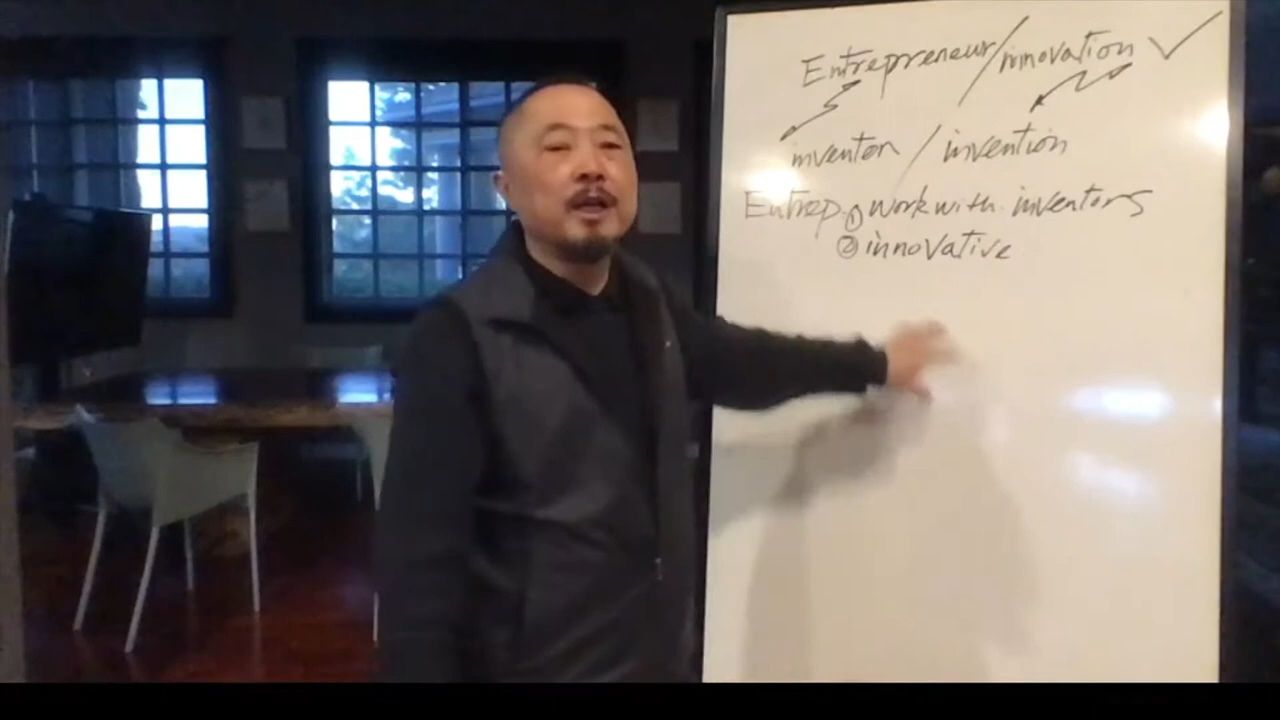 Entrepreneur/innovation ✓
inventor / invention
Entrep. ① work with inventors
② innovative